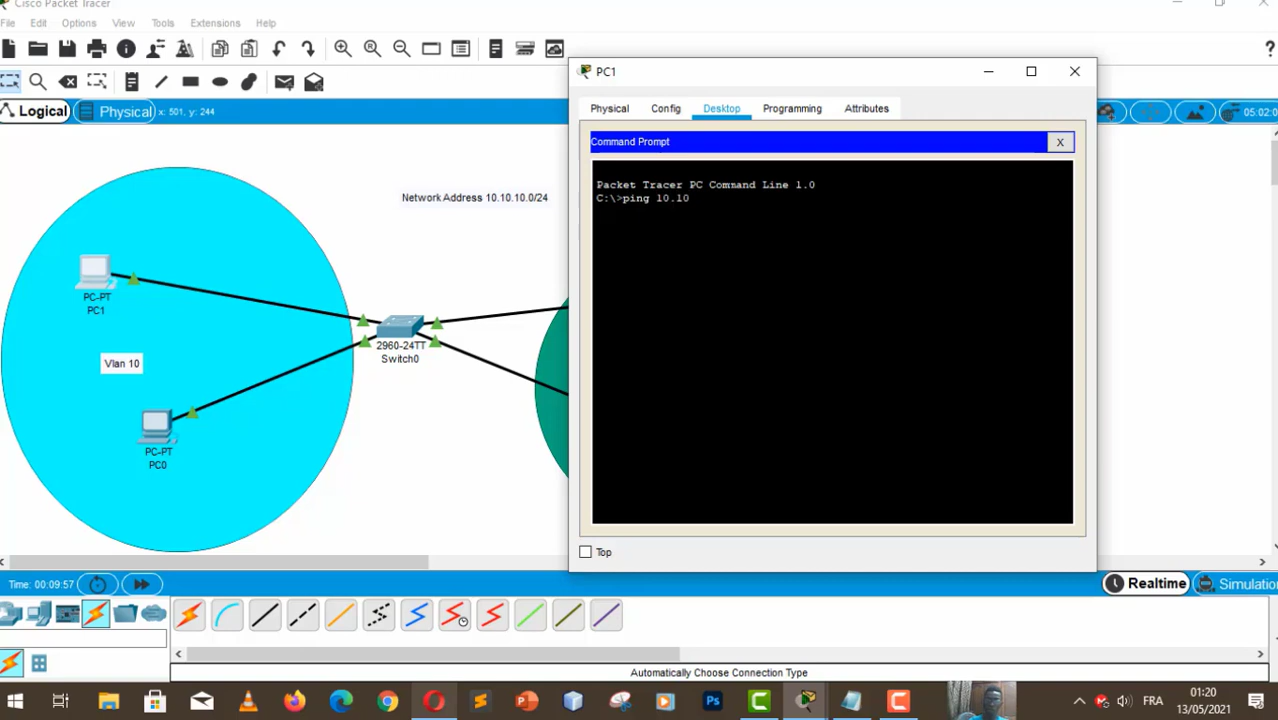 Cisco Packet Tracer
File Edit Options View Tools Extensions Help
Logical Physical x: 501, y: 244
05:02:0
PC1
Physical Config Desktop Programming Attributes
Command Prompt X
Packet Tracer PC Command Line 1.0
C:\>ping 10.10
Network Address 10.10.10.0/24
PC-PT
PC1
2960-24TT
Switch0
Vlan 10
PC-PT
PC0
Top
Time: 00:09:57
Realtime Simulation
Automatically Choose Connection Type
FRA
01:20
13/05/2021